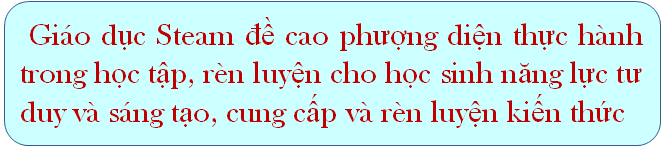 Giáo dục Steam đề cao phượng diện thực hành
trong học tập, rèn luyện cho học sinh năng lực tư
duy và sáng tạo, cung cấp và rèn luyện kiến thức